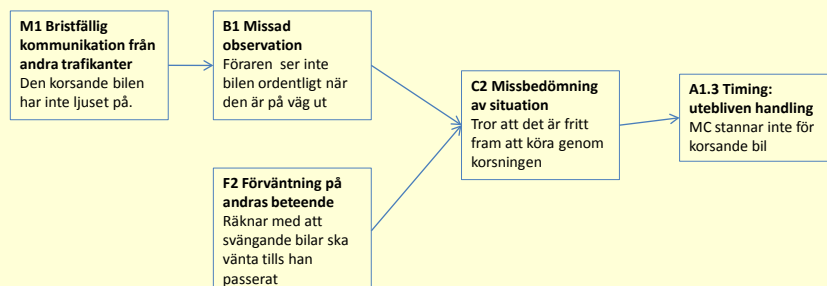 M1 Bristfällig
kommunikation från
andra trafikanter
Den korsande bilen
har inte ljuset på.
B1 Missad
observation
Föraren  ser inte
bilen ordentligt när
den är på väg ut
F2 Förväntning på
andras beteende
Räknar med att
svängande bilar ska
vänta tills han
passerat
C2 Missbedömning
av situation
Tror att det är fritt
fram att köra genom
korsningen
A1.3 Timing:
utebliven handling
MC stannar inte för
korsande bil